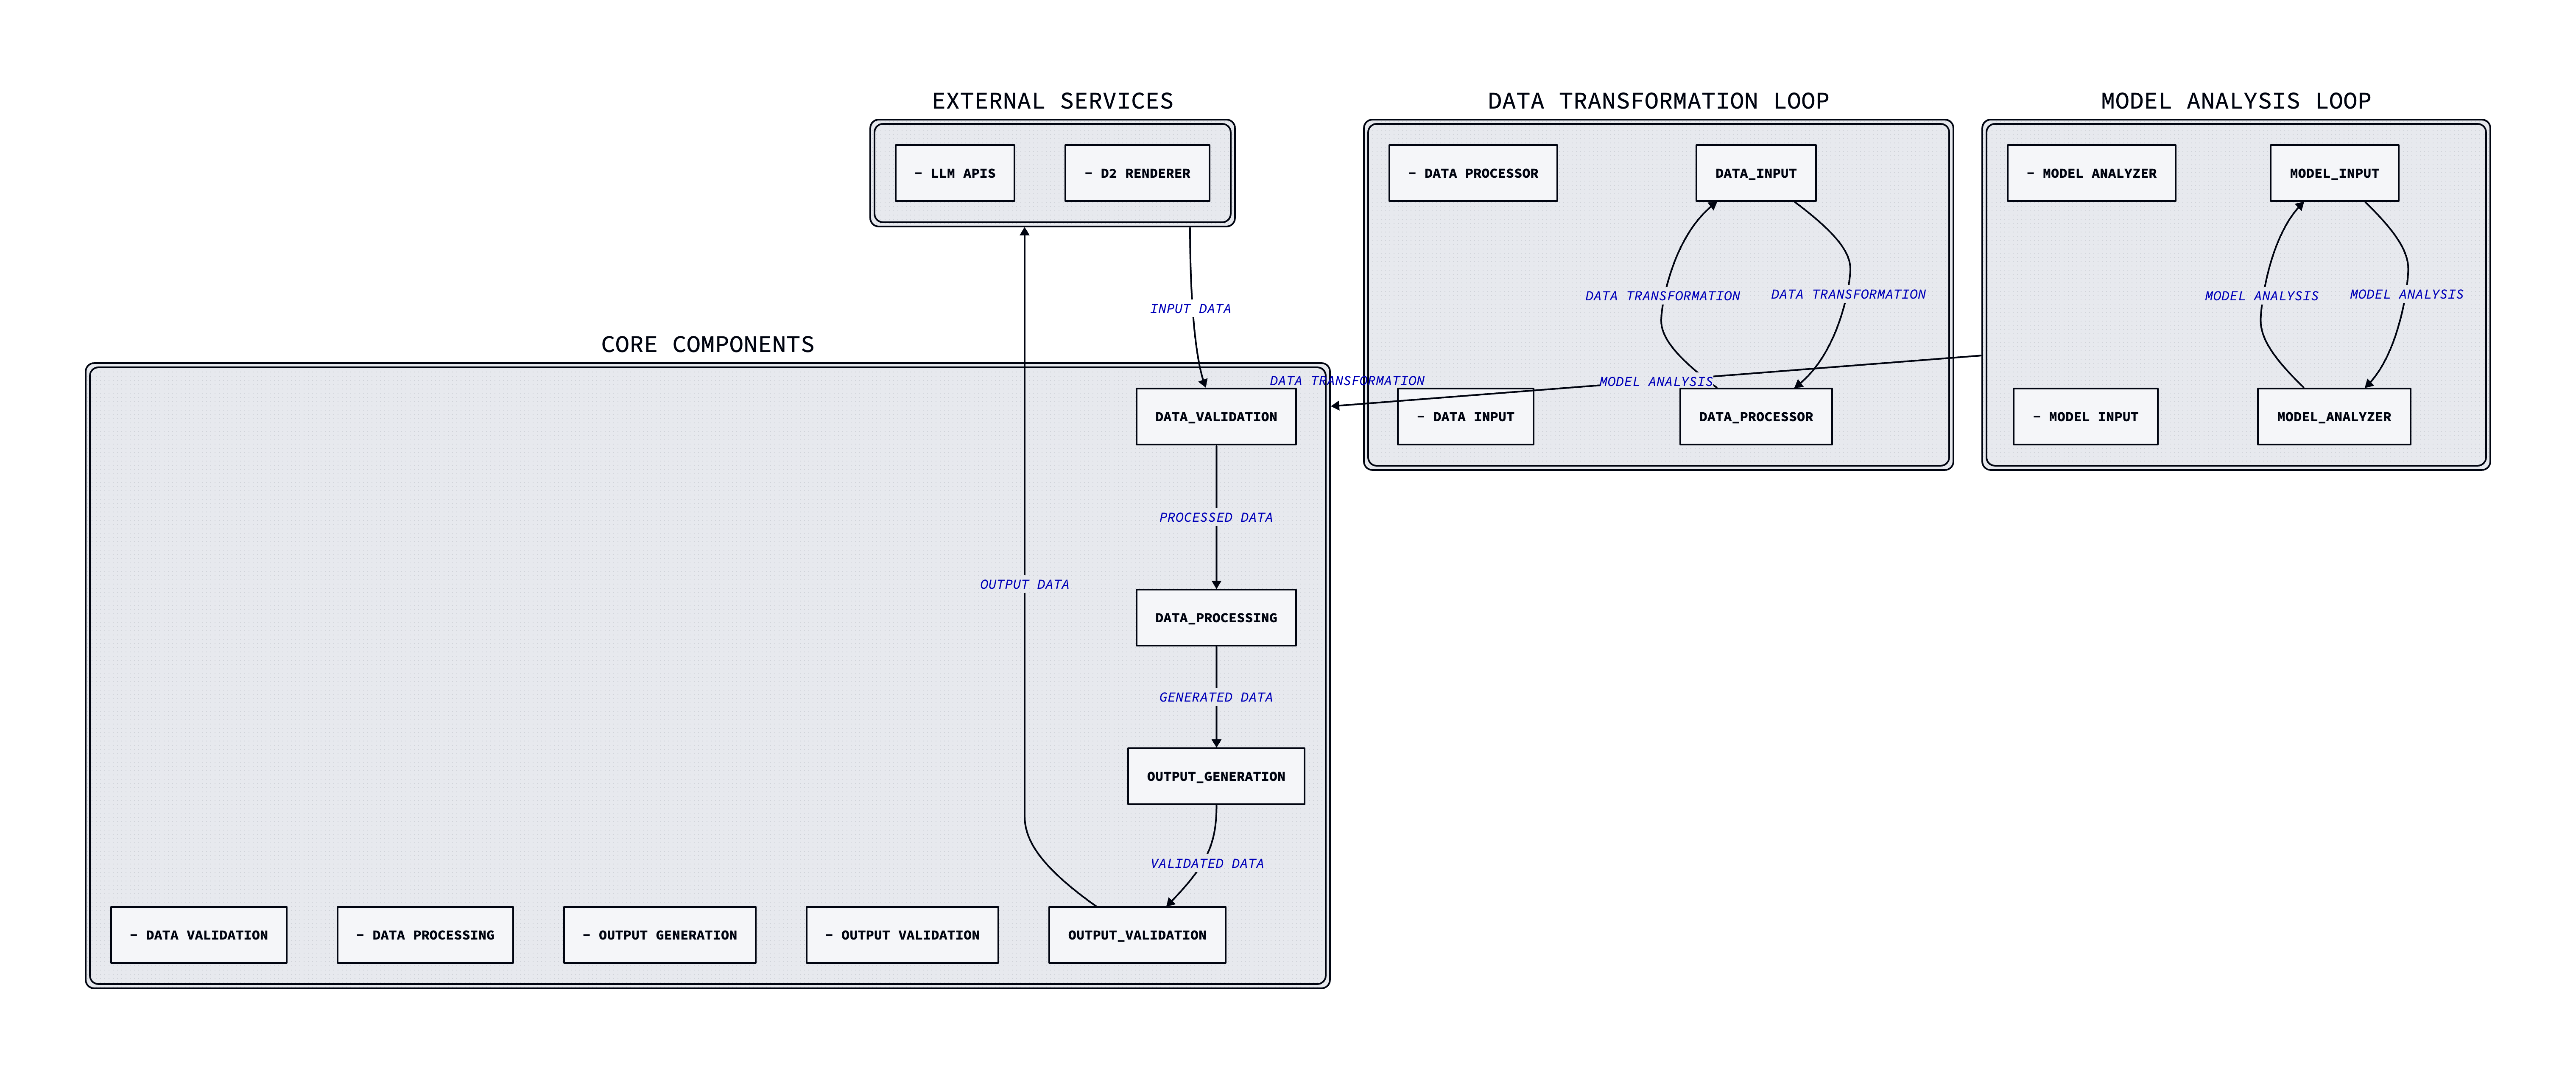 EXTERNAL SERVICES
DATA TRANSFORMATION LOOP
MODEL ANALYSIS LOOP
- LLM APIS
- D2 RENDERER
- DATA PROCESSOR
DATA_INPUT
- MODEL ANALYZER
MODEL_INPUT
INPUT DATA
DATA TRANSFORMATION
DATA TRANSFORMATION
MODEL ANALYSIS
MODEL ANALYSIS
CORE COMPONENTS
DATA TRANSFORMATION
MODEL ANALYSIS
DATA_VALIDATION
- DATA INPUT
DATA_PROCESSOR
- MODEL INPUT
MODEL_ANALYZER
PROCESSED DATA
OUTPUT DATA
DATA_PROCESSING
GENERATED DATA
OUTPUT_GENERATION
VALIDATED DATA
- DATA VALIDATION
- DATA PROCESSING
- OUTPUT GENERATION
- OUTPUT VALIDATION
OUTPUT_VALIDATION